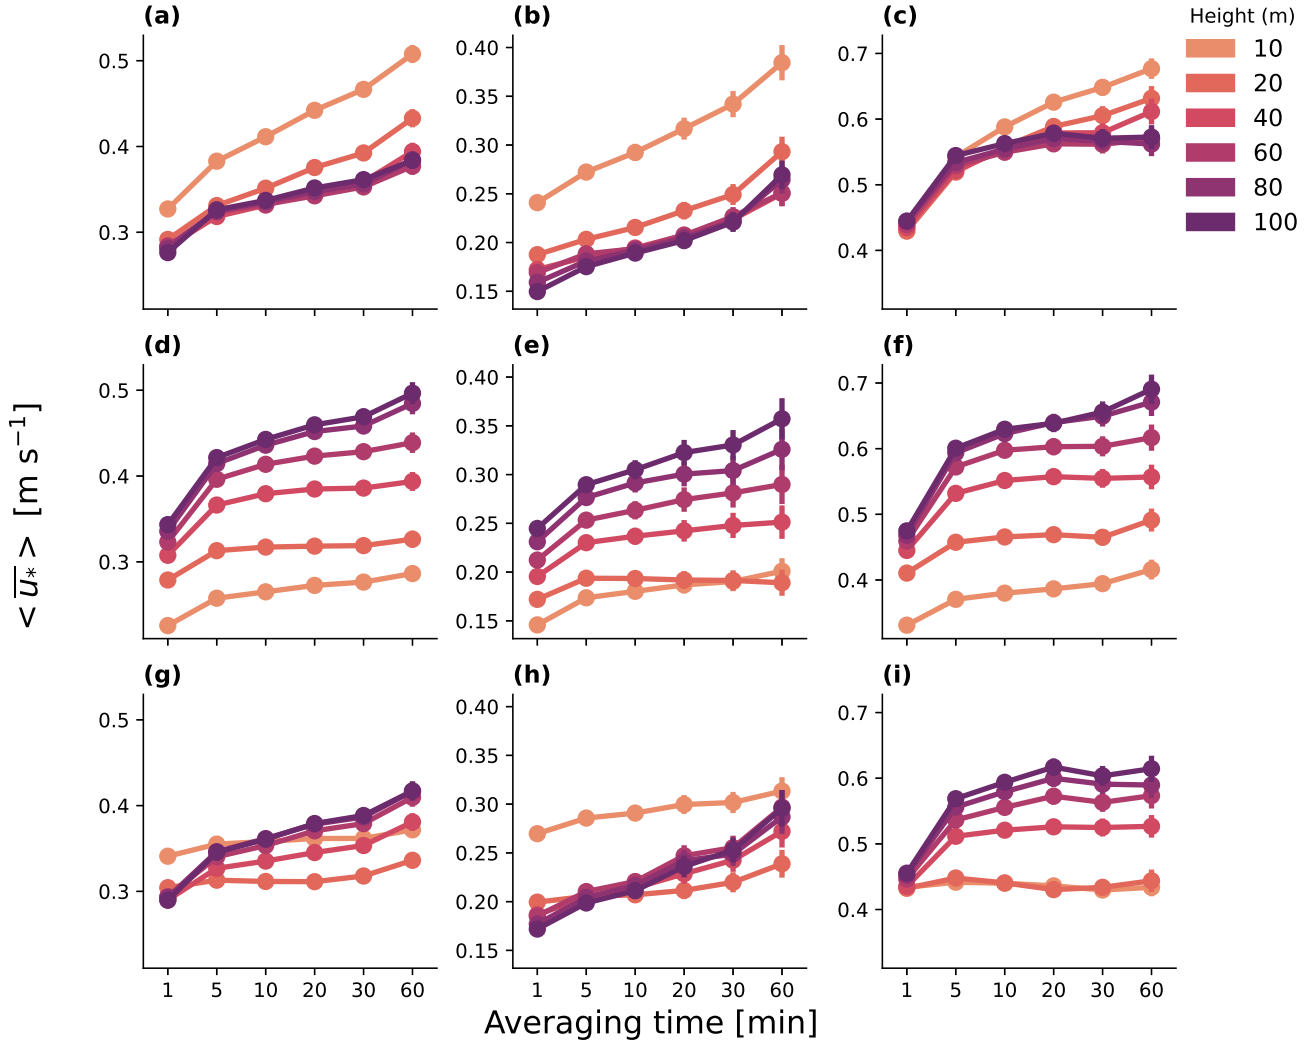 (a) (b) (c) Height (m)
0.5 0.40 0.7 10
0.35 20
0.4 0.30 0.6 40
0.25 0.5 60
0.3 0.20 80
0.15 0.4 100
(d) (e) (f)
0.5 0.40 0.7
0.35
0.4 0.30 0.6
0.25 0.5
0.3 0.20
0.15 0.4
< u* > [m s−1]
(g) (h) (i)
0.5 0.40 0.7
0.35
0.4 0.30 0.6
0.25 0.5
0.3 0.20
0.15 0.4
1 5 10 20 30 60 1 5 10 20 30 60 1 5 10 20 30 60
Averaging time [min]